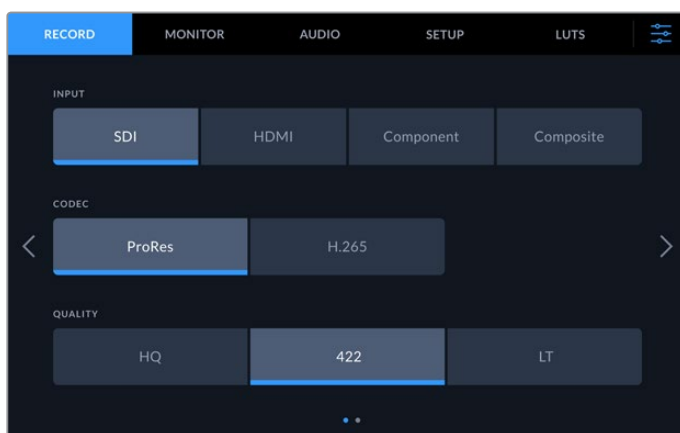 RECORD MONITOR AUDIO SETUP LUTS
INPUT
SDI HDMI Component Composite
CODEC
ProRes H.265
QUALITY
HQ 422 LT